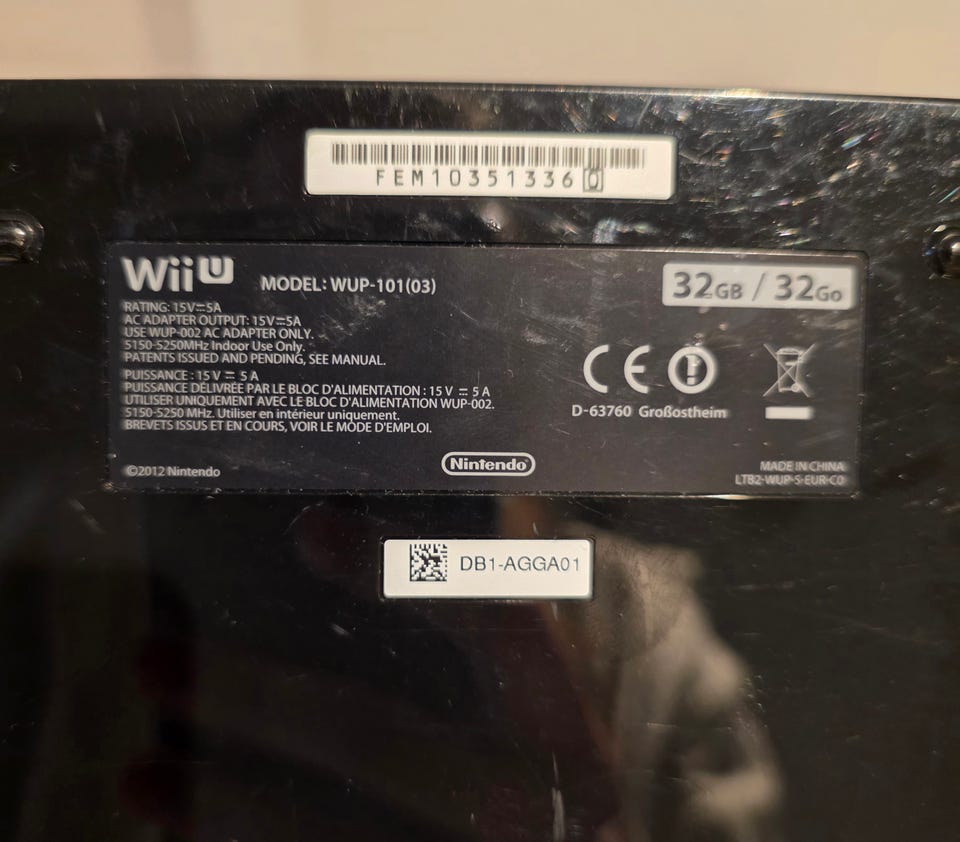 FEM103513360
Wii U MODEL: WUP-101(03) 32GB / 32Go
RATING: 15V⎓5A
AC ADAPTER OUTPUT: 15V⎓5A
USE WUP-002 AC ADAPTER ONLY.
5150-5250MHz Indoor Use Only.
PATENTS ISSUED AND PENDING, SEE MANUAL.
PUISSANCE : 15 V ⎓ 5 A
PUISSANCE DÉLIVRÉE PAR LE BLOC D'ALIMENTATION : 15 V ⎓ 5 A
UTILISER UNIQUEMENT AVEC LE BLOC D'ALIMENTATION WUP-002.
5150-5250 MHz. Utiliser en intérieur uniquement.
BREVETS ISSUS ET EN COURS, VOIR LE MODE D'EMPLOI.
CE
D-63760 Großostheim
©2012 Nintendo
Nintendo
MADE IN CHINA
LTB2-WUP-S-EUR-C0
DB1-AGGA01